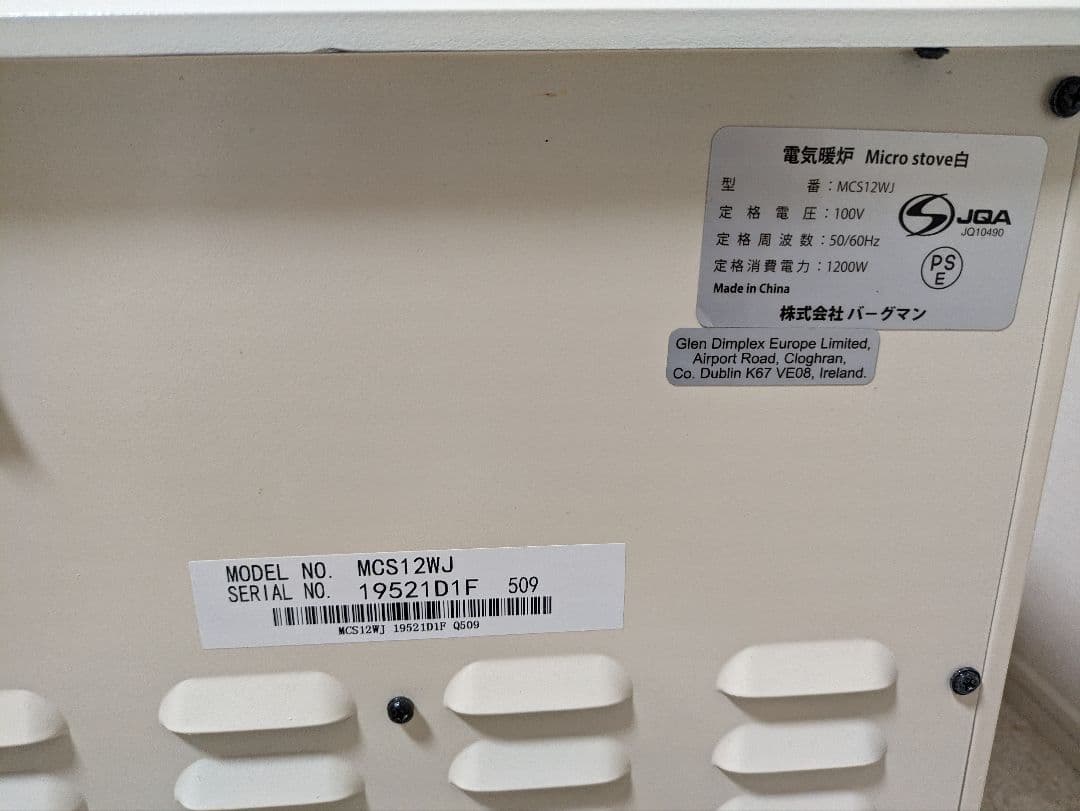 電気暖炉 Micro stove白
型 番：MCS12WJ
定格電圧：100V
定格周波数：50/60Hz
定格消費電力：1200W
Made in China
株式会社 バーグマン
JQA
JQ10490
PS
E
Glen Dimplex Europe Limited,
Airport Road, Cloghran,
Co. Dublin K67 VE08, Ireland.
MODEL NO. MCS12WJ
SERIAL NO. 19521D1F 509
MCS12WJ 19521D1F Q509